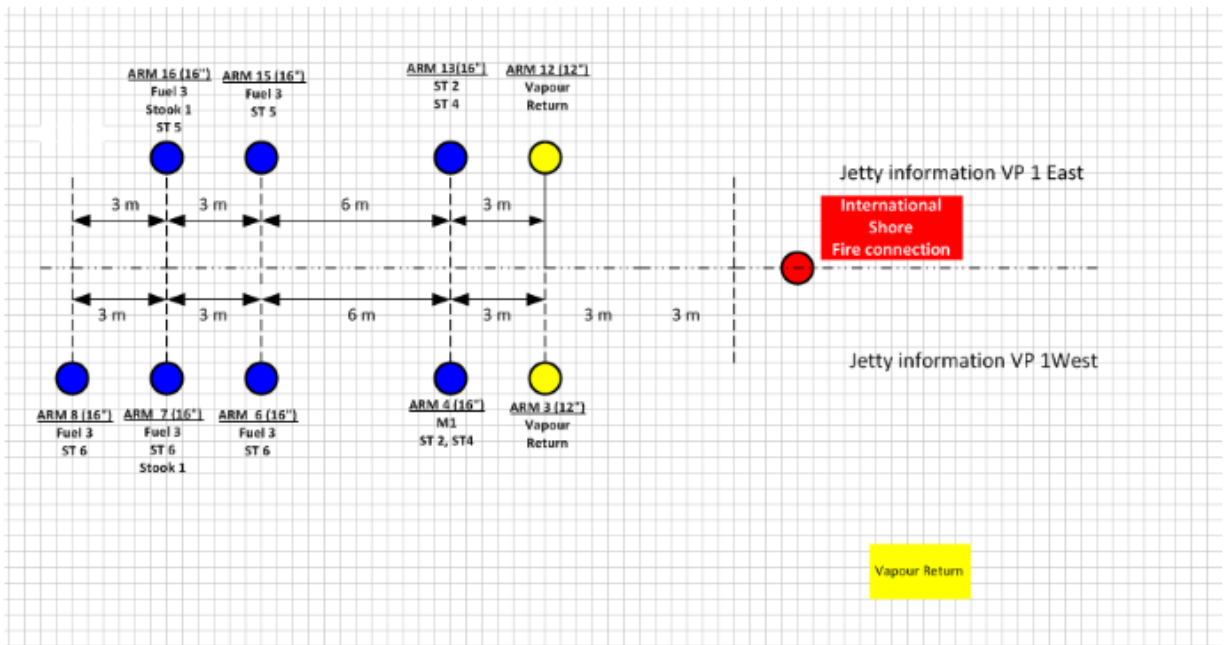 ARM 16 (16")
Fuel 3
Stook 1
ST 5
ARM 15 (16")
Fuel 3
ST 5
ARM 13(16")
ST 2
ST 4
ARM 12 (12")
Vapour
Return
Jetty information VP 1 East
International
Shore
Fire connection
3 m
3 m
6 m
3 m
3 m
3 m
6 m
3 m
3 m
3 m
Jetty information VP 1West
ARM 8 (16")
Fuel 3
ST 6
ARM 7 (16")
Fuel 3
ST 6
Stook 1
ARM 6 (16")
Fuel 3
ST 6
ARM 4 (16")
M1
ST 2, ST4
ARM 3 (12")
Vapour
Return
Vapour Return